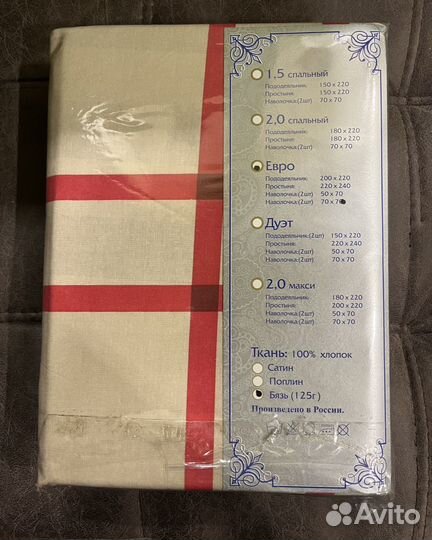 1.5 спальный
Пододеяльник: 150 x 220
Простыня: 150 x 220
Наволочка:(2шт) 70 x 70
2,0 спальный
Пододеяльник: 180 x 220
Простыня: 180 x 220
Наволочка:(2шт) 70 x 70
Евро
Пододеяльник: 200 x 220
Простыня: 220 x 240
Наволочка:(2шт) 50 x 70
Наволочка:(2шт) 70 x 70
Дуэт
Пододеяльник:(2шт) 150 x 220
Простыня: 220 x 240
Наволочка:(2шт) 50 x 70
Наволочка:(2шт) 70 x 70
2.0 макси
Пододеяльник: 180 x 220
Простыня: 200 x 220
Наволочка:(2шт) 50 x 70
Наволочка:(2шт) 70 x 70
Ткань: 100% хлопок
Сатин
Поплин
Бязь (125г)
Произведено в России.
Avito